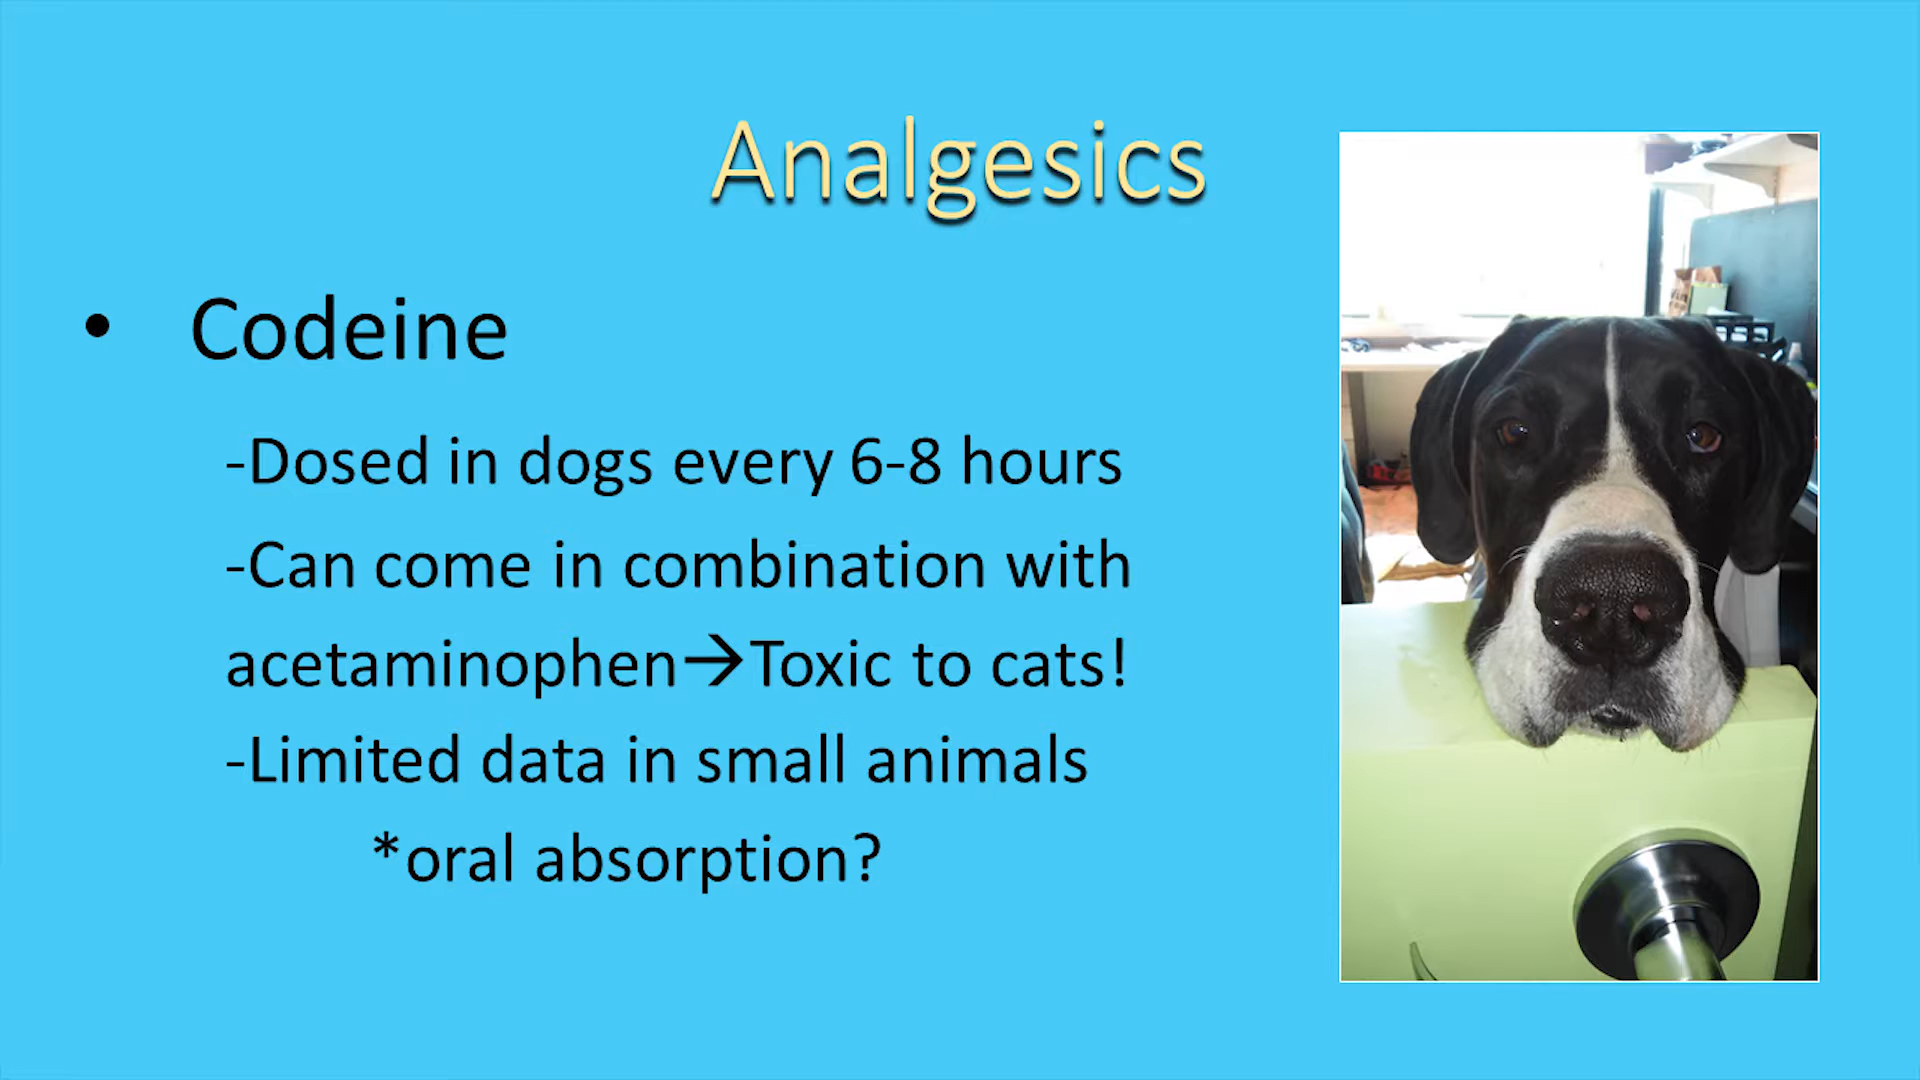 Analgesics
• Codeine
-Dosed in dogs every 6-8 hours
-Can come in combination with
acetaminophen→Toxic to cats!
-Limited data in small animals
*oral absorption?